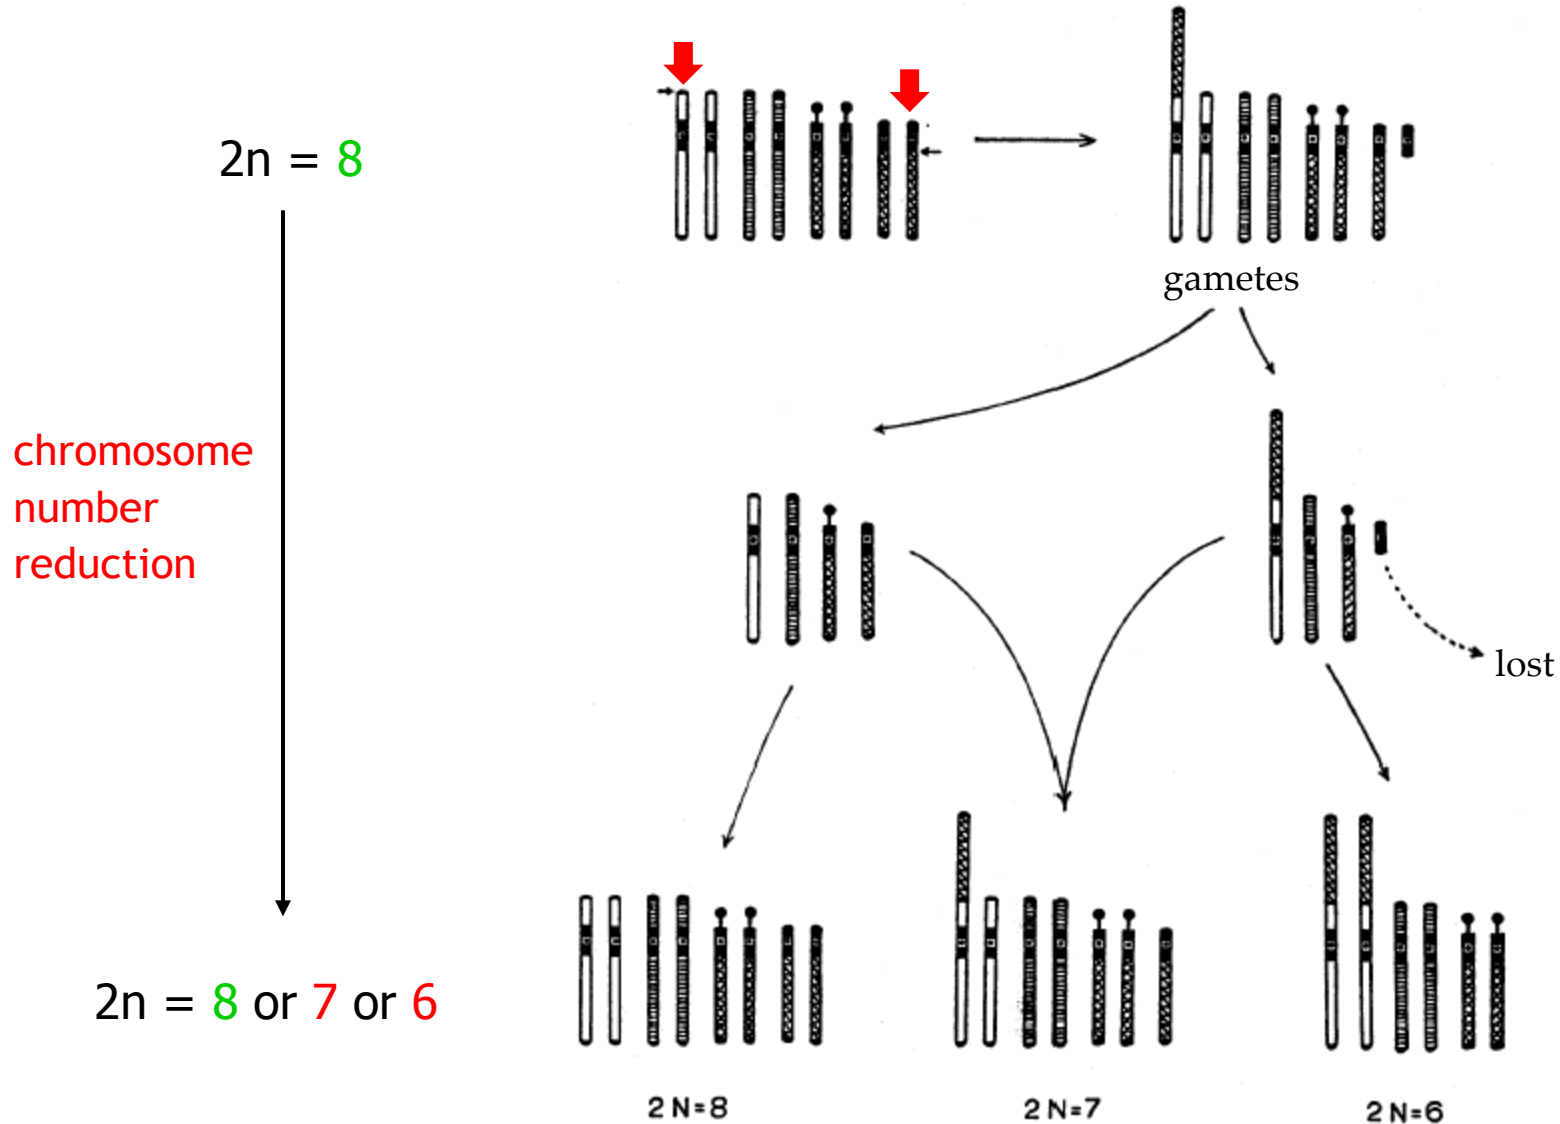 2n = 8
gametes
chromosome
number
reduction
lost
2n = 8 or 7 or 6
2N=8
2N=7
2N=6